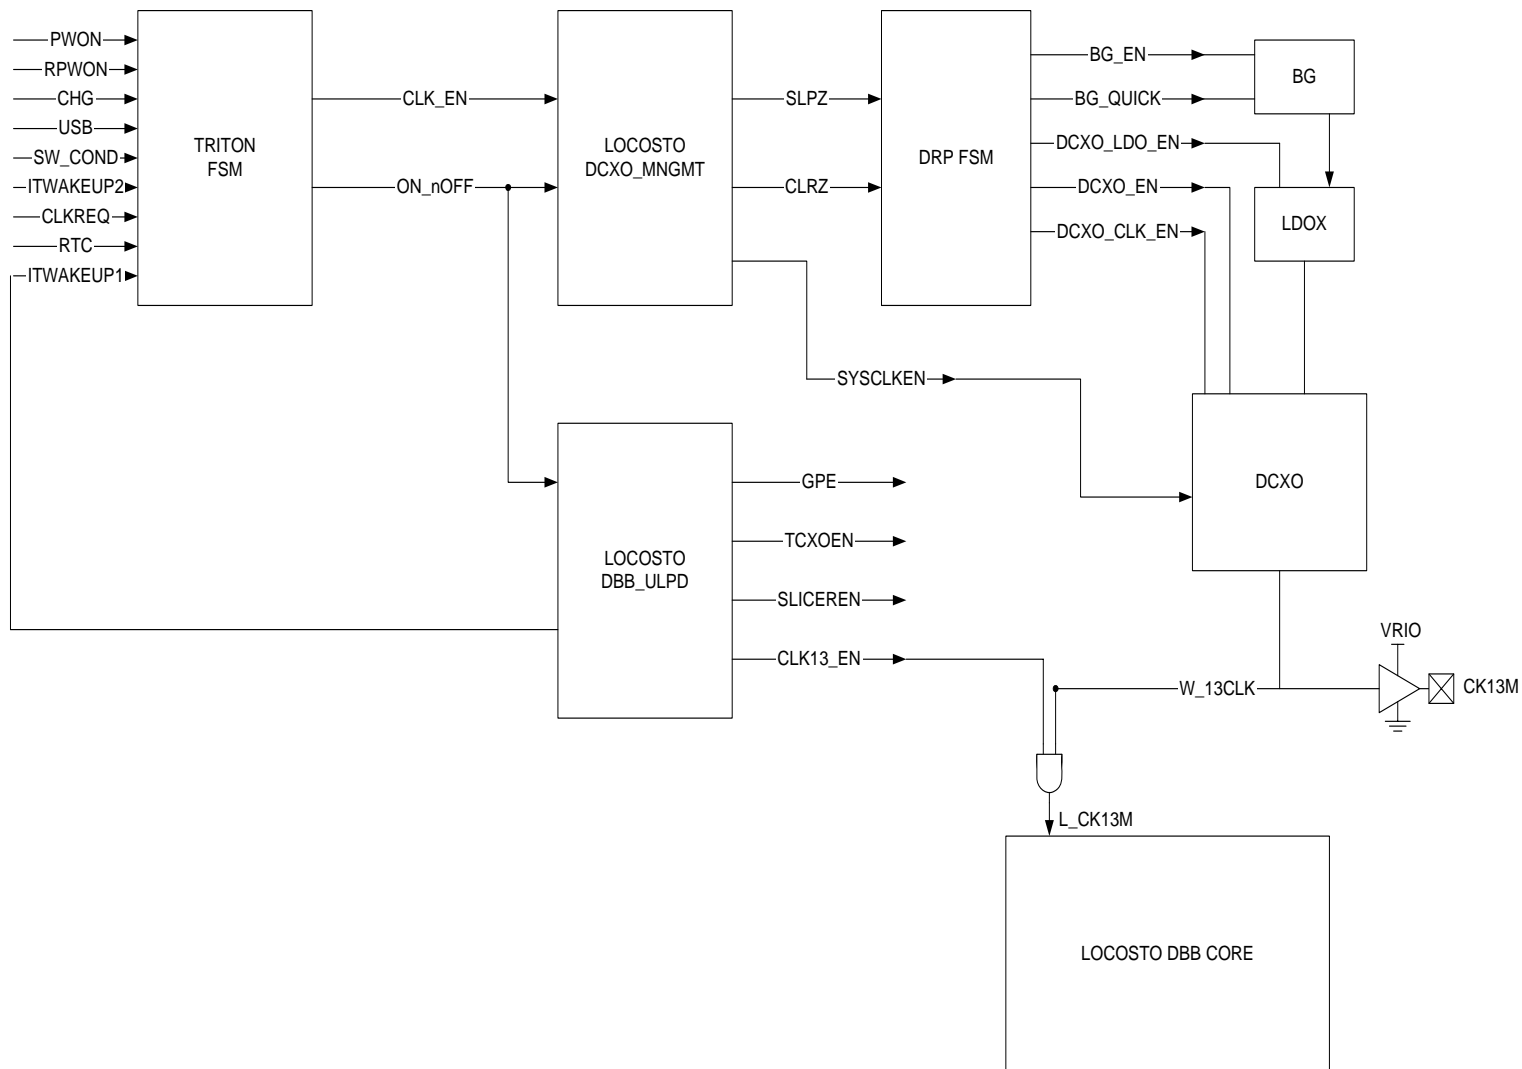 PWON
RPWON
CHG
USB
SW_COND
ITWAKEUP2
CLKREQ
RTC
ITWAKEUP1
TRITON
FSM
CLK_EN
ON_nOFF
LOCOSTO
DCXO_MNGMT
SLPZ
CLRZ
SYSCLKEN
DRP FSM
BG_EN
BG_QUICK
DCXO_LDO_EN
DCXO_EN
DCXO_CLK_EN
BG
LDOX
DCXO
LOCOSTO
DBB_ULPD
GPE
TCXOEN
SLICEREN
CLK13_EN
W_13CLK
VRIO
CK13M
L_CK13M
LOCOSTO DBB CORE